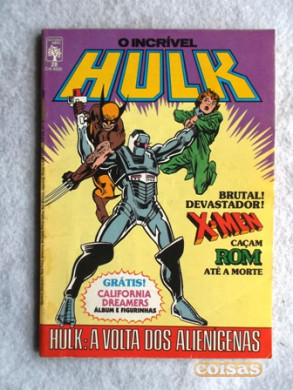 O INCRÍVEL
HULK
BRUTAL!
DEVASTADOR!
X-MEN
CAÇAM
ROM
ATÉ A MORTE
GRÁTIS!
CALIFORNIA
DREAMERS
ÁLBUM E FIGURINHAS
HULK: A VOLTA DOS ALIENÍGENAS
coisas